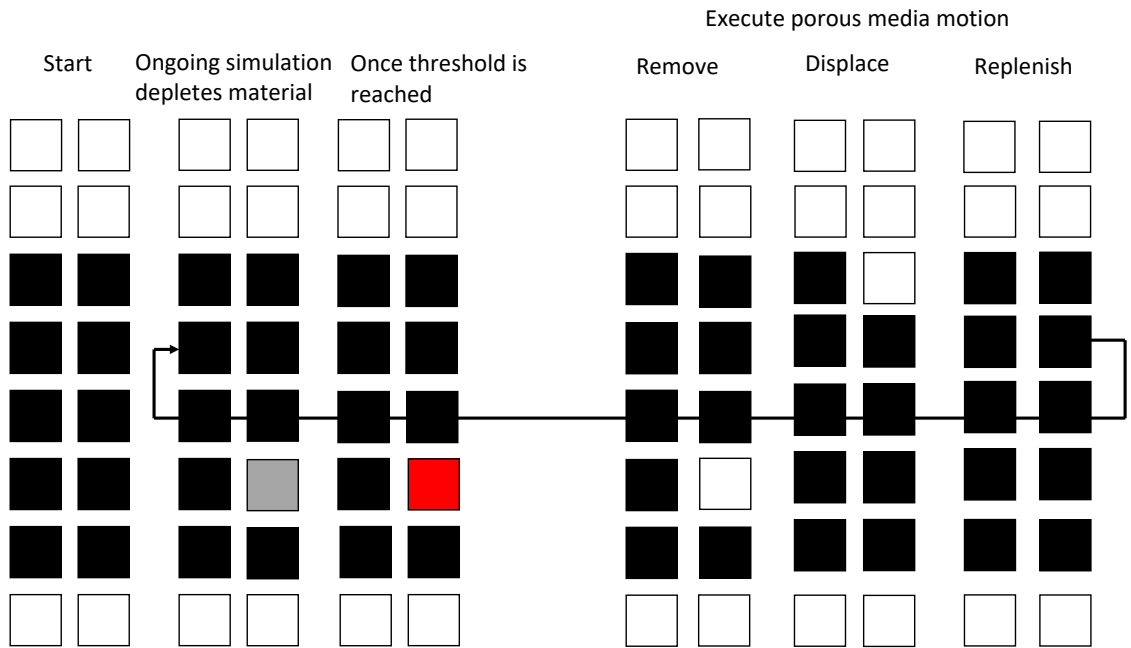 Execute porous media motion
Start
Ongoing simulation
depletes material
Once threshold is
reached
Remove
Displace
Replenish